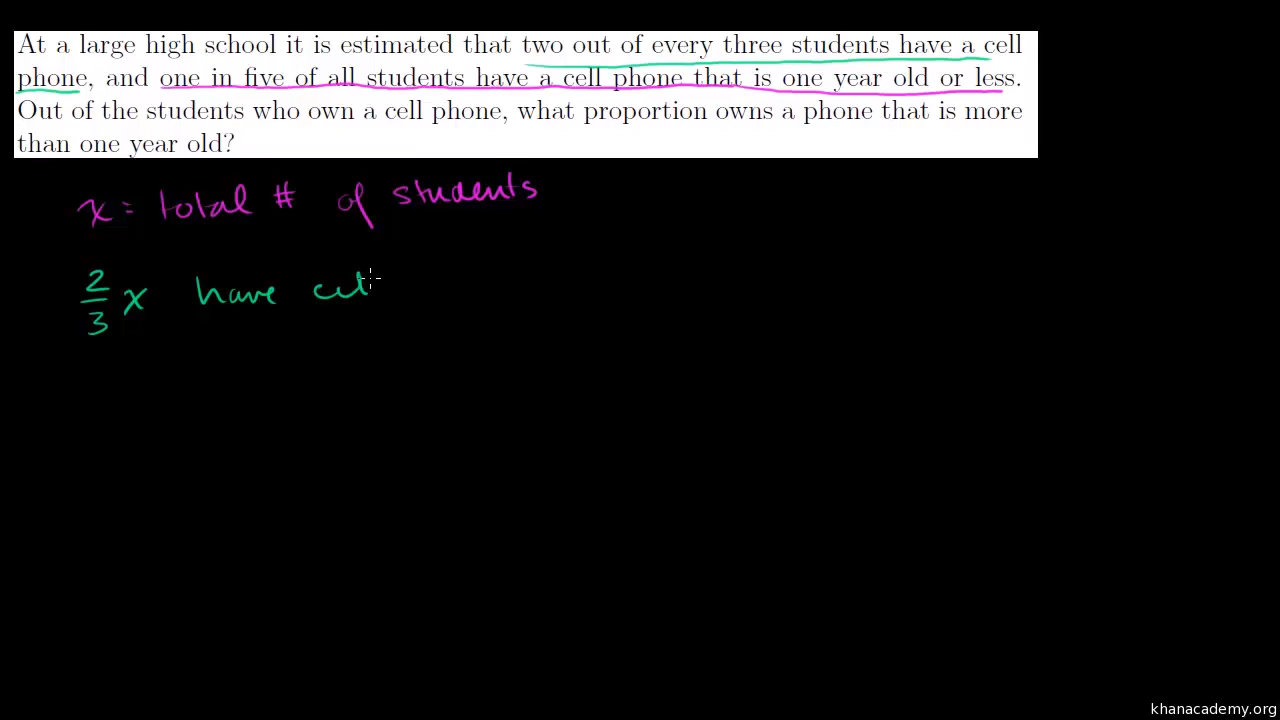 At a large high school it is estimated that two out of every three students have a cell
phone, and one in five of all students have a cell phone that is one year old or less.
Out of the students who own a cell phone, what proportion owns a phone that is more
than one year old?
x = total # of students
2/3 x have cel
khanacademy.org